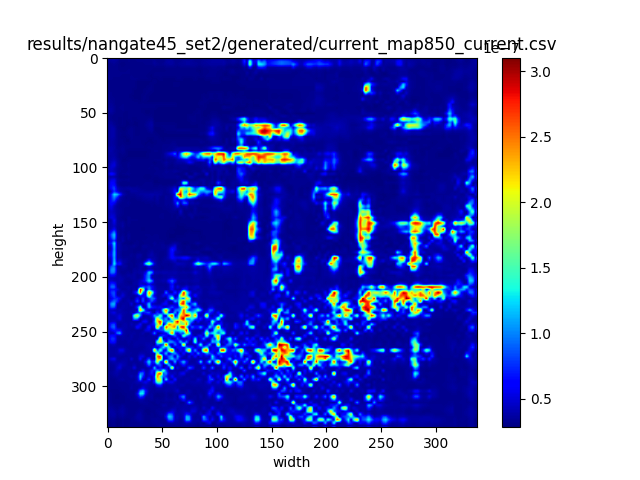 results/nangate45_set2/generated/current_map850_current.csv
1e−7
0
50
100
150
200
250
300
height
0 50 100 150 200 250 300
width
3.0
2.5
2.0
1.5
1.0
0.5